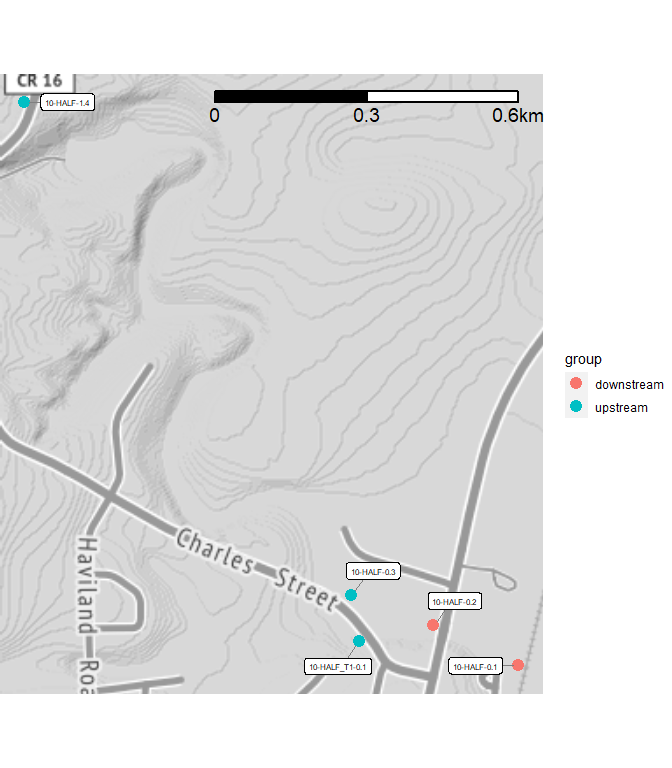 CR 16
10-HALF-1.4
0 0.3 0.6km
group
downstream
upstream
Charles Street
Haviland Roa
10-HALF-0.3
10-HALF-0.2
10-HALF_T1-0.1
10-HALF-0.1